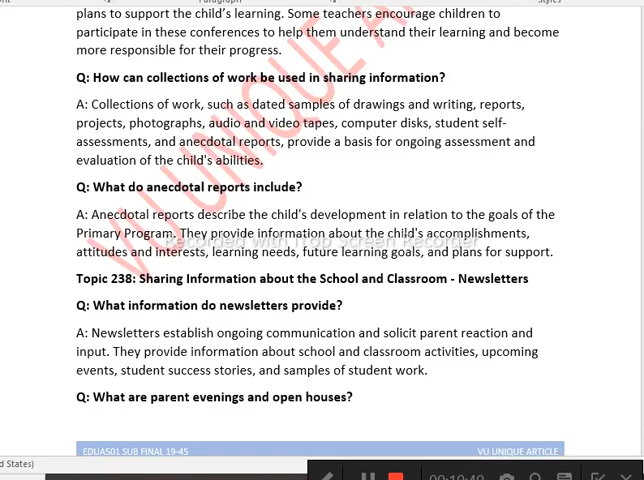 Paragraph
Styles
plans to support the child's learning. Some teachers encourage children to
participate in these conferences to help them understand their learning and become
more responsible for their progress.
Q: How can collections of work be used in sharing information?
A: Collections of work, such as dated samples of drawings and writing, reports,
projects, photographs, audio and video tapes, computer disks, student self-
assessments, and anecdotal reports, provide a basis for ongoing assessment and
evaluation of the child's abilities.
Q: What do anecdotal reports include?
A: Anecdotal reports describe the child's development in relation to the goals of the
Primary Program. They provide information about the child's accomplishments,
attitudes and interests, learning needs, future learning goals, and plans for support.
Recorded with iTop Screen Recorder
Topic 238: Sharing Information about the School and Classroom - Newsletters
Q: What information do newsletters provide?
A: Newsletters establish ongoing communication and solicit parent reaction and
input. They provide information about school and classroom activities, upcoming
events, student success stories, and samples of student work.
Q: What are parent evenings and open houses?
VU UNIQUE
EDUA501 SUB FINAL 19-45 VU UNIQUE ARTICLE
d States)
00:10:40